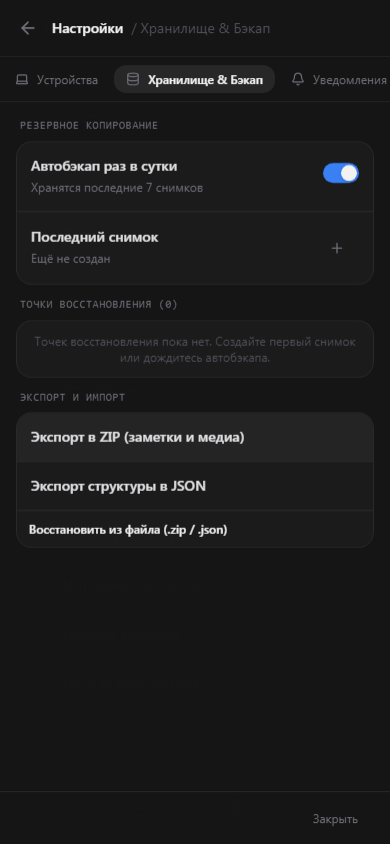 Настройки / Хранилище & Бэкап
Устройства Хранилище & Бэкап Уведомления
РЕЗЕРВНОЕ КОПИРОВАНИЕ
Автобэкап раз в сутки
Хранятся последние 7 снимков
Последний снимок
Ещё не создан
ТОЧКИ ВОССТАНОВЛЕНИЯ (0)
Точек восстановления пока нет. Создайте первый снимок
или дождитесь автобэкапа.
ЭКСПОРТ И ИМПОРТ
Экспорт в ZIP (заметки и медиа)
Экспорт структуры в JSON
Восстановить из файла (.zip / .json)
Закрыть